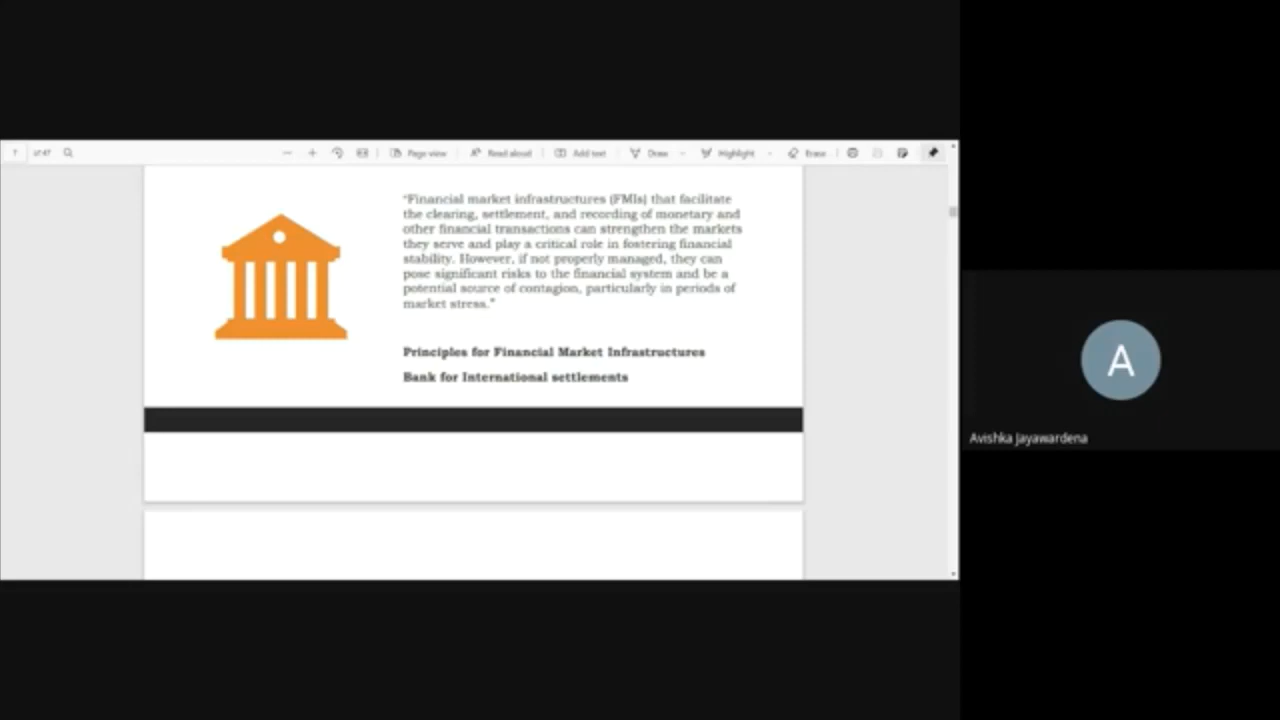 7 of 47 Page view Read aloud Add text Draw Highlight Erase
"Financial market infrastructures (FMIs) that facilitate
the clearing, settlement, and recording of monetary and
other financial transactions can strengthen the markets
they serve and play a critical role in fostering financial
stability. However, if not properly managed, they can
pose significant risks to the financial system and be a
potential source of contagion, particularly in periods of
market stress."
Principles for Financial Market Infrastructures
Bank for International settlements
A
Avishka Jayawardena